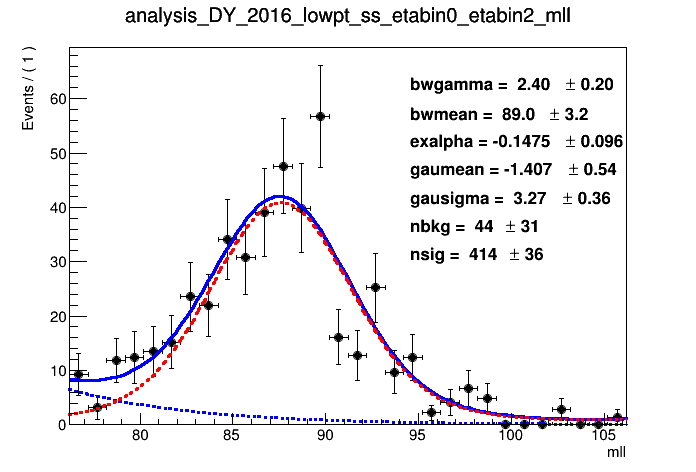 analysis_DY_2016_lowpt_ss_etabin0_etabin2_mll
Events / ( 1 )
60
50
40
30
20
10
0
bwgamma = 2.40 ± 0.20
bwmean = 89.0 ± 3.2
exalpha = -0.1475 ± 0.096
gaumean = -1.407 ± 0.54
gausigma = 3.27 ± 0.36
nbkg = 44 ± 31
nsig = 414 ± 36
80 85 90 95 100 105
mll